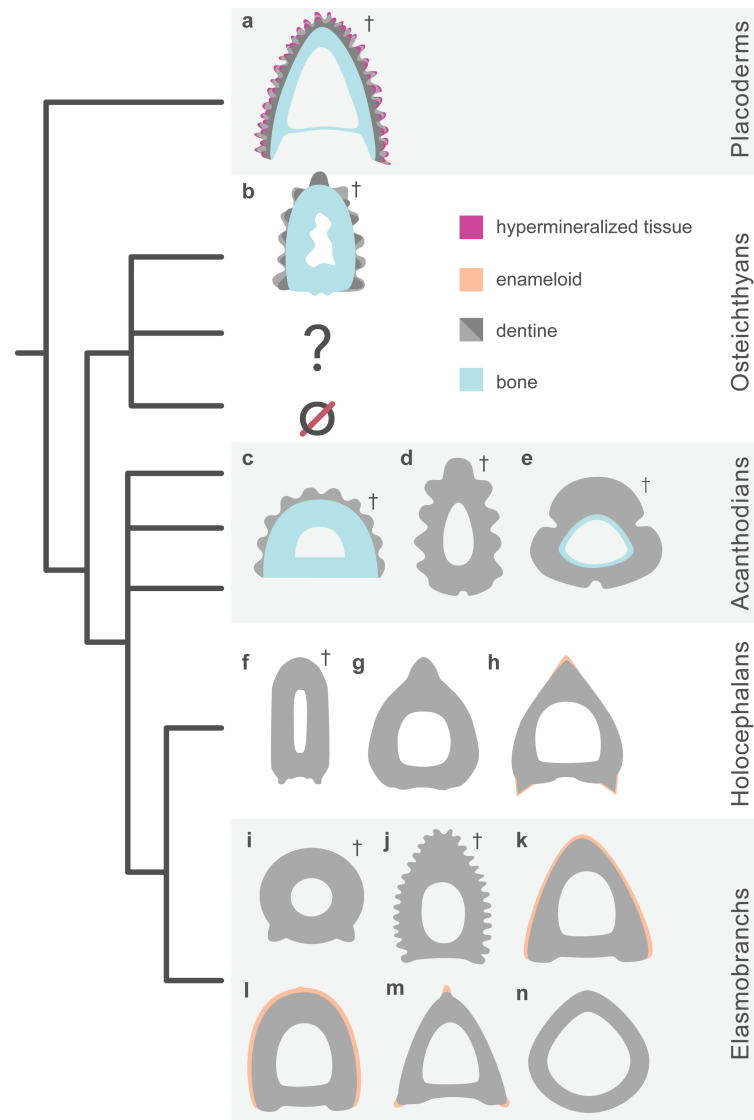 a †
Placoderms
b †
hypermineralized tissue
enameloid
dentine
bone
Osteichthyans
?
Ø
c †
d †
e †
Acanthodians
f †
g
h
Holocephalans
i †
j †
k
l
m
n
Elasmobranchs